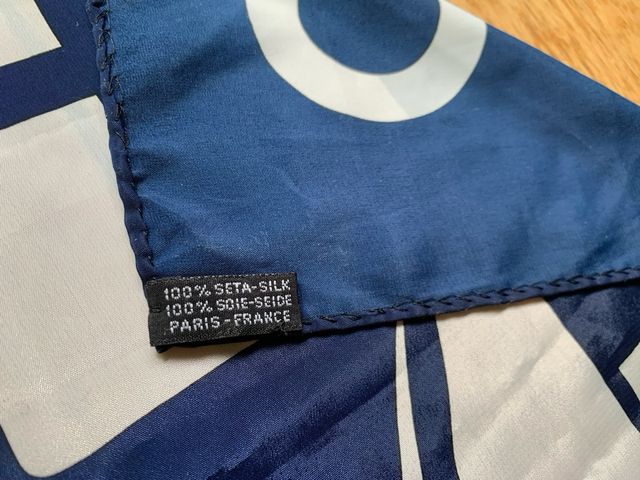 100% SETA-SILK
100% SOIE-SEIDE
PARIS-FRANCE